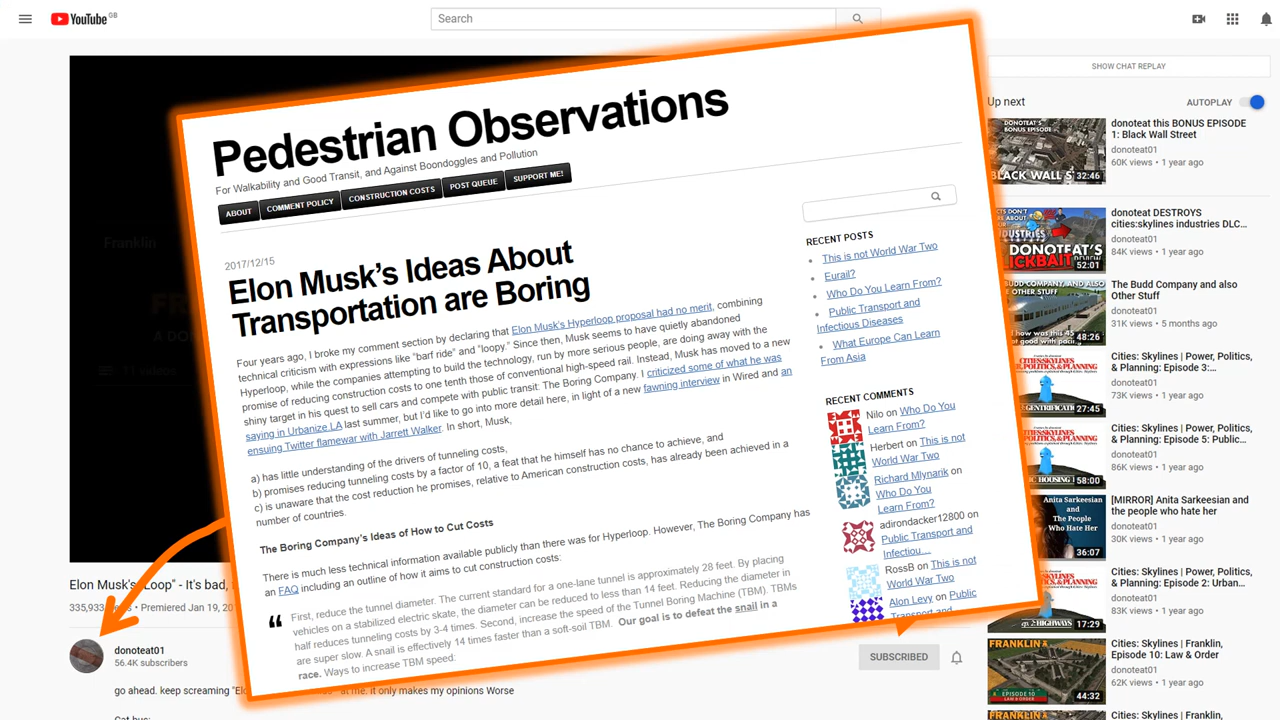 YouTube GB
Search
SHOW CHAT REPLAY
Up next
AUTOPLAY
Pedestrian Observations
For Walkability and Good Transit, and Against Boondoggles and Pollution
ABOUT
COMMENT POLICY
CONSTRUCTION COSTS
POST QUEUE
SUPPORT ME!
2017/12/15
Elon Musk's Ideas About
Transportation are Boring
Four years ago, I broke my comment section by declaring that Elon Musk's Hyperloop proposal had no merit, combining
technical criticism with expressions like "barf ride" and "loopy." Since then, Musk seems to have quietly abandoned
Hyperloop, while the companies attempting to build the technology, run by more serious people, are doing away with the
promise of reducing construction costs to one tenth those of conventional high-speed rail. Instead, Musk has moved to a new
shiny target in his quest to sell cars and compete with public transit: The Boring Company. I criticized some of what he was
saying in Urbanize.LA last summer, but I'd like to go into more detail here, in light of a new fawning interview in Wired and an
ensuing Twitter flamewar with Jarrett Walker. In short, Musk,
a) has little understanding of the drivers of tunneling costs,
b) promises reducing tunneling costs by a factor of 10, a feat that he himself has no chance to achieve, and
c) is unaware that the cost reduction he promises, relative to American construction costs, has already been achieved in a
number of countries.
The Boring Company's Ideas of How to Cut Costs
There is much less technical information available publicly than there was for Hyperloop. However, The Boring Company has
an FAQ including an outline of how it aims to cut construction costs:
“ First, reduce the tunnel diameter. The current standard for a one-lane tunnel is approximately 28 feet. By placing
vehicles on a stabilized electric skate, the diameter can be reduced to less than 14 feet. Reducing the diameter in
half reduces tunneling costs by 3-4 times. Second, increase the speed of the Tunnel Boring Machine (TBM). TBMs
are super slow. A snail is effectively 14 times faster than a soft-soil TBM. Our goal is to defeat the snail in a
race. Ways to increase TBM speed:
RECENT POSTS
This is not World War Two
Eurail?
Who Do You Learn From?
Public Transport and
Infectious Diseases
What Europe Can Learn
From Asia
RECENT COMMENTS
Nilo on Who Do You
Learn From?
Herbert on This is not
World War Two
Richard Mlynarik on
Who Do You
Learn From?
adirondacker12800 on
Public Transport and
Infectiou…
RossB on This is not
World War Two
Alon Levy on Public
Transport and
Franklin
11 videos
Elon Musk's "Loop" - It's bad,
335,933
Premiered Jan 19, 20
donoteat01
56.4K subscribers
SUBSCRIBED
go ahead. keep screaming "Elo
at me. it only makes my opinions Worse
BLACK WALL S
32:46
donoteat this BONUS EPISODE
1: Black Wall Street
60K views • 1 year ago
DONOTEAT'S
52:01
donoteat DESTROYS
cities:skylines industries DLC...
donoteat01
84K views • 1 year ago
48:26
The Budd Company and also
Other Stuff
donoteat01
31K views • 5 months ago
27:45
Cities: Skylines | Power, Politics,
& Planning: Episode 3:...
donoteat01
73K views • 1 year ago
58:00
Cities: Skylines | Power, Politics,
& Planning: Episode 5: Public...
donoteat01
86K views • 1 year ago
Anita Sarkeesian
and The
People Who
Hate Her
36:07
[MIRROR] Anita Sarkeesian and
the people who hate her
donoteat01
30K views • 1 year ago
17:29
Cities: Skylines | Power, Politics,
& Planning: Episode 2: Urban...
donoteat01
83K views • 1 year ago
FRANKLIN
EPISODE 10
LAW & ORDER
44:32
Cities: Skylines | Franklin,
Episode 10: Law & Order
donoteat01
62K views • 1 year ago
Cities: Skylines | Franklin,